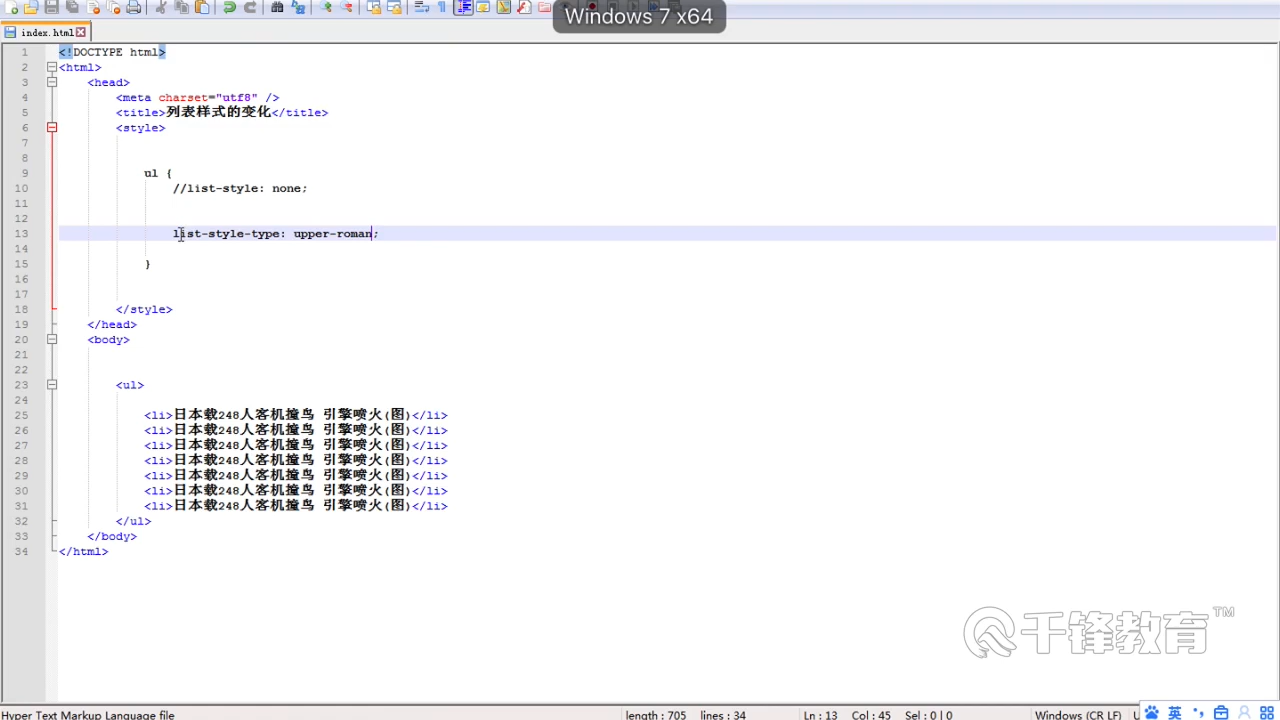 Windows 7 x64
index.html
1 <!DOCTYPE html>
2 <html>
3 <head>
4 <meta charset="utf8" />
5 <title>列表样式的变化</title>
6 <style>
7
8
9 ul {
10 //list-style: none;
11
12
13 list-style-type: upper-roman;
14
15 }
16
17
18 </style>
19 </head>
20 <body>
21
22
23 <ul>
24
25 <li>日本载248人客机撞鸟 引擎喷火(图)</li>
26 <li>日本载248人客机撞鸟 引擎喷火(图)</li>
27 <li>日本载248人客机撞鸟 引擎喷火(图)</li>
28 <li>日本载248人客机撞鸟 引擎喷火(图)</li>
29 <li>日本载248人客机撞鸟 引擎喷火(图)</li>
30 <li>日本载248人客机撞鸟 引擎喷火(图)</li>
31 <li>日本载248人客机撞鸟 引擎喷火(图)</li>
32 </ul>
33 </body>
34 </html>
千锋教育™
Hyper Text Markup Language file length : 705 lines : 34 Ln : 13 Col : 45 Sel : 0 | 0 Windows (CR LF) 英